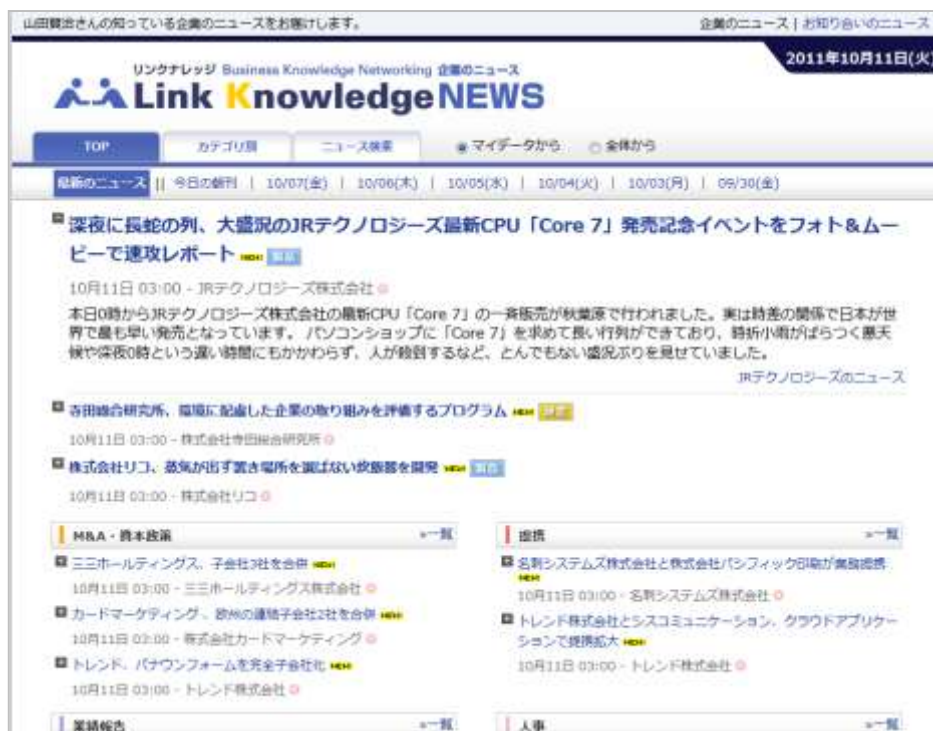 山田賢治さんの知っている企業のニュースをお届けします。
企業のニュース | お知り合いのニュース
2011年10月11日(火)
リンクナレッジ Business Knowledge Networking 企業のニュース
Link Knowledge NEWS
TOP カテゴリ別 ニュース検索 マイデータから 全体から
最新のニュース || 今日の朝刊 | 10/07(金) | 10/06(木) | 10/05(水) | 10/04(火) | 10/03(月) | 09/30(金)
深夜に長蛇の列、大盛況のJRテクノロジーズ最新CPU「Core 7」発売記念イベントをフォト&ムー
ビーで速攻レポート NEW! 製品
10月11日 03:00 - JRテクノロジーズ株式会社
本日0時からJRテクノロジーズ株式会社の最新CPU「Core 7」の一斉販売が秋葉原で行われました。実は時差の関係で日本が世
界で最も早い発売となっています。 パソコンショップに「Core 7」を求めて長い行列ができており、時折小雨がぱらつく悪天
候や深夜0時という遅い時間にもかかわらず、人が殺到するなど、とんでもない盛況ぶりを見せていました。
JRテクノロジーズのニュース
寺田総合研究所、環境に配慮した企業の取り組みを評価するプログラム NEW!
10月11日 03:00 - 株式会社寺田総合研究所
株式会社リコ、蒸気が出ず置き場所を選ばない炊飯器を開発 NEW! 製品
10月11日 03:00 - 株式会社リコ
M&A・資本政策 »一覧
三三ホールディングス、子会社3社を合併 NEW!
10月11日 03:00 - 三三ホールディングス株式会社
カードマーケティング、欧州の連結子会社2社を合併 NEW!
10月11日 03:00 - 株式会社カードマーケティング
トレンド、パナウンフォームを完全子会社化 NEW!
10月11日 03:00 - トレンド株式会社
提携 »一覧
名刺システムズ株式会社と株式会社パシフィック印刷が業務提携
NEW!
10月11日 03:00 - 名刺システムズ株式会社
トレンド株式会社とシスコミュニケーション、クラウドアプリケー
ションで提携拡大 NEW!
10月11日 03:00 - トレンド株式会社
業績報告 »一覧
人事 »一覧